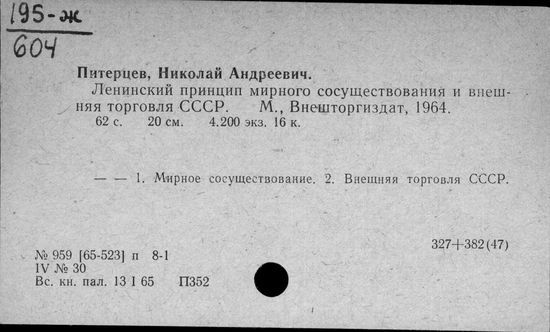 195-ж
604
Питерцев, Николай Андреевич.
Ленинский принцип мирного сосуществования и внеш-
няя торговля СССР. М., Внешторгиздат, 1964.
62 с. 20 см. 4.200 экз. 16 к.
— — 1. Мирное сосуществование. 2. Внешняя торговля СССР.
327+382(47)
№ 959 [65-523] п 8-1
IV № 30
Вс. кн. пал. 13 I 65 П352